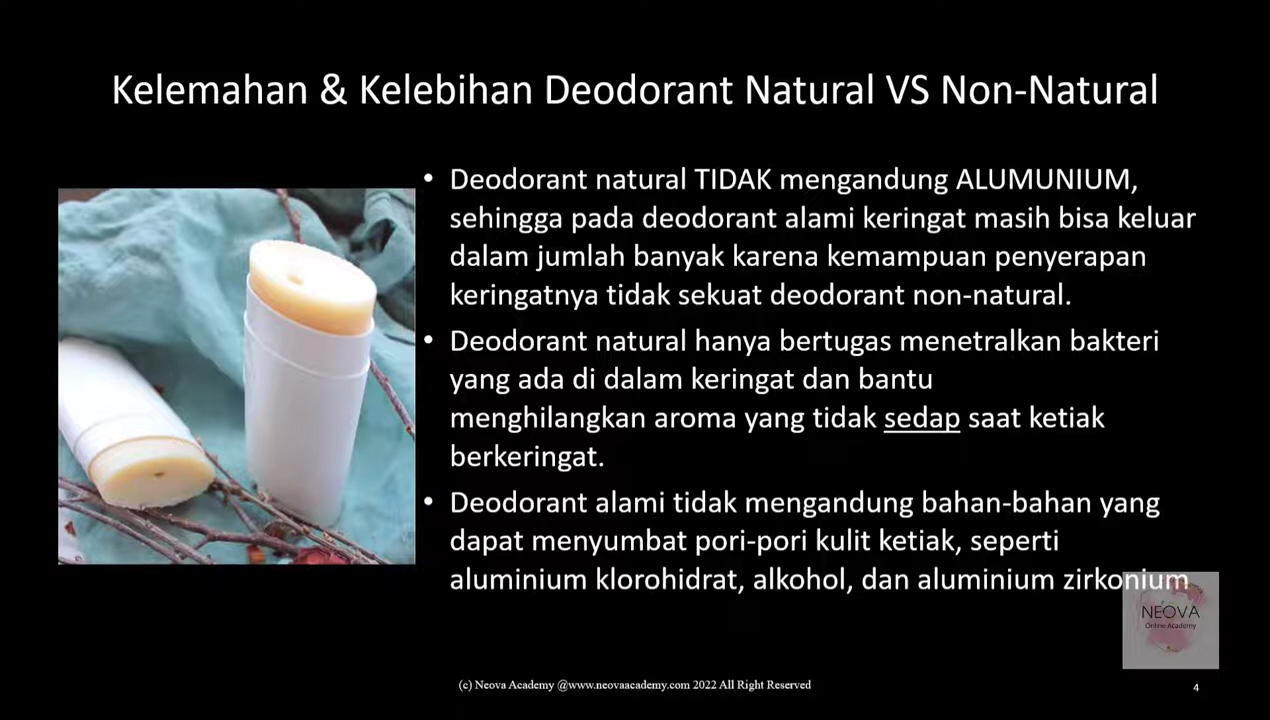 Kelemahan & Kelebihan Deodorant Natural VS Non-Natural
• Deodorant natural TIDAK mengandung ALUMUNIUM,
sehingga pada deodorant alami keringat masih bisa keluar
dalam jumlah banyak karena kemampuan penyerapan
keringatnya tidak sekuat deodorant non-natural.
• Deodorant natural hanya bertugas menetralkan bakteri
yang ada di dalam keringat dan bantu
menghilangkan aroma yang tidak sedap saat ketiak
berkeringat.
• Deodorant alami tidak mengandung bahan-bahan yang
dapat menyumbat pori-pori kulit ketiak, seperti
aluminium klorohidrat, alkohol, dan aluminium zirkonium
NEOVA
Online Academy
(c) Neova Academy @www.neovaacademy.com 2022 All Right Reserved
4